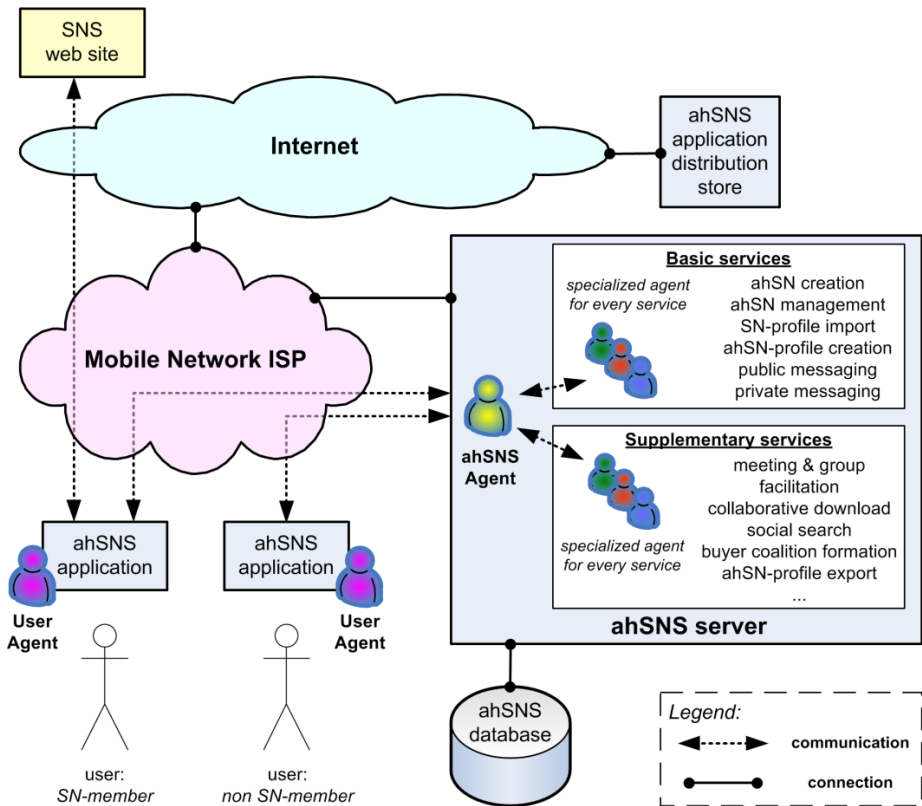 SNS
web site
Internet
ahSNS
application
distribution
store
Mobile Network ISP
Basic services
specialized agent
for every service
ahSN creation
ahSN management
SN-profile import
ahSN-profile creation
public messaging
private messaging
ahSNS
Agent
Supplementary services
meeting & group
facilitation
collaborative download
social search
buyer coalition formation
ahSN-profile export
...
specialized agent
for every service
ahSNS server
ahSNS
application
User
Agent
ahSNS
application
User
Agent
user:
SN-member
user:
non SN-member
ahSNS
database
Legend:
communication
connection